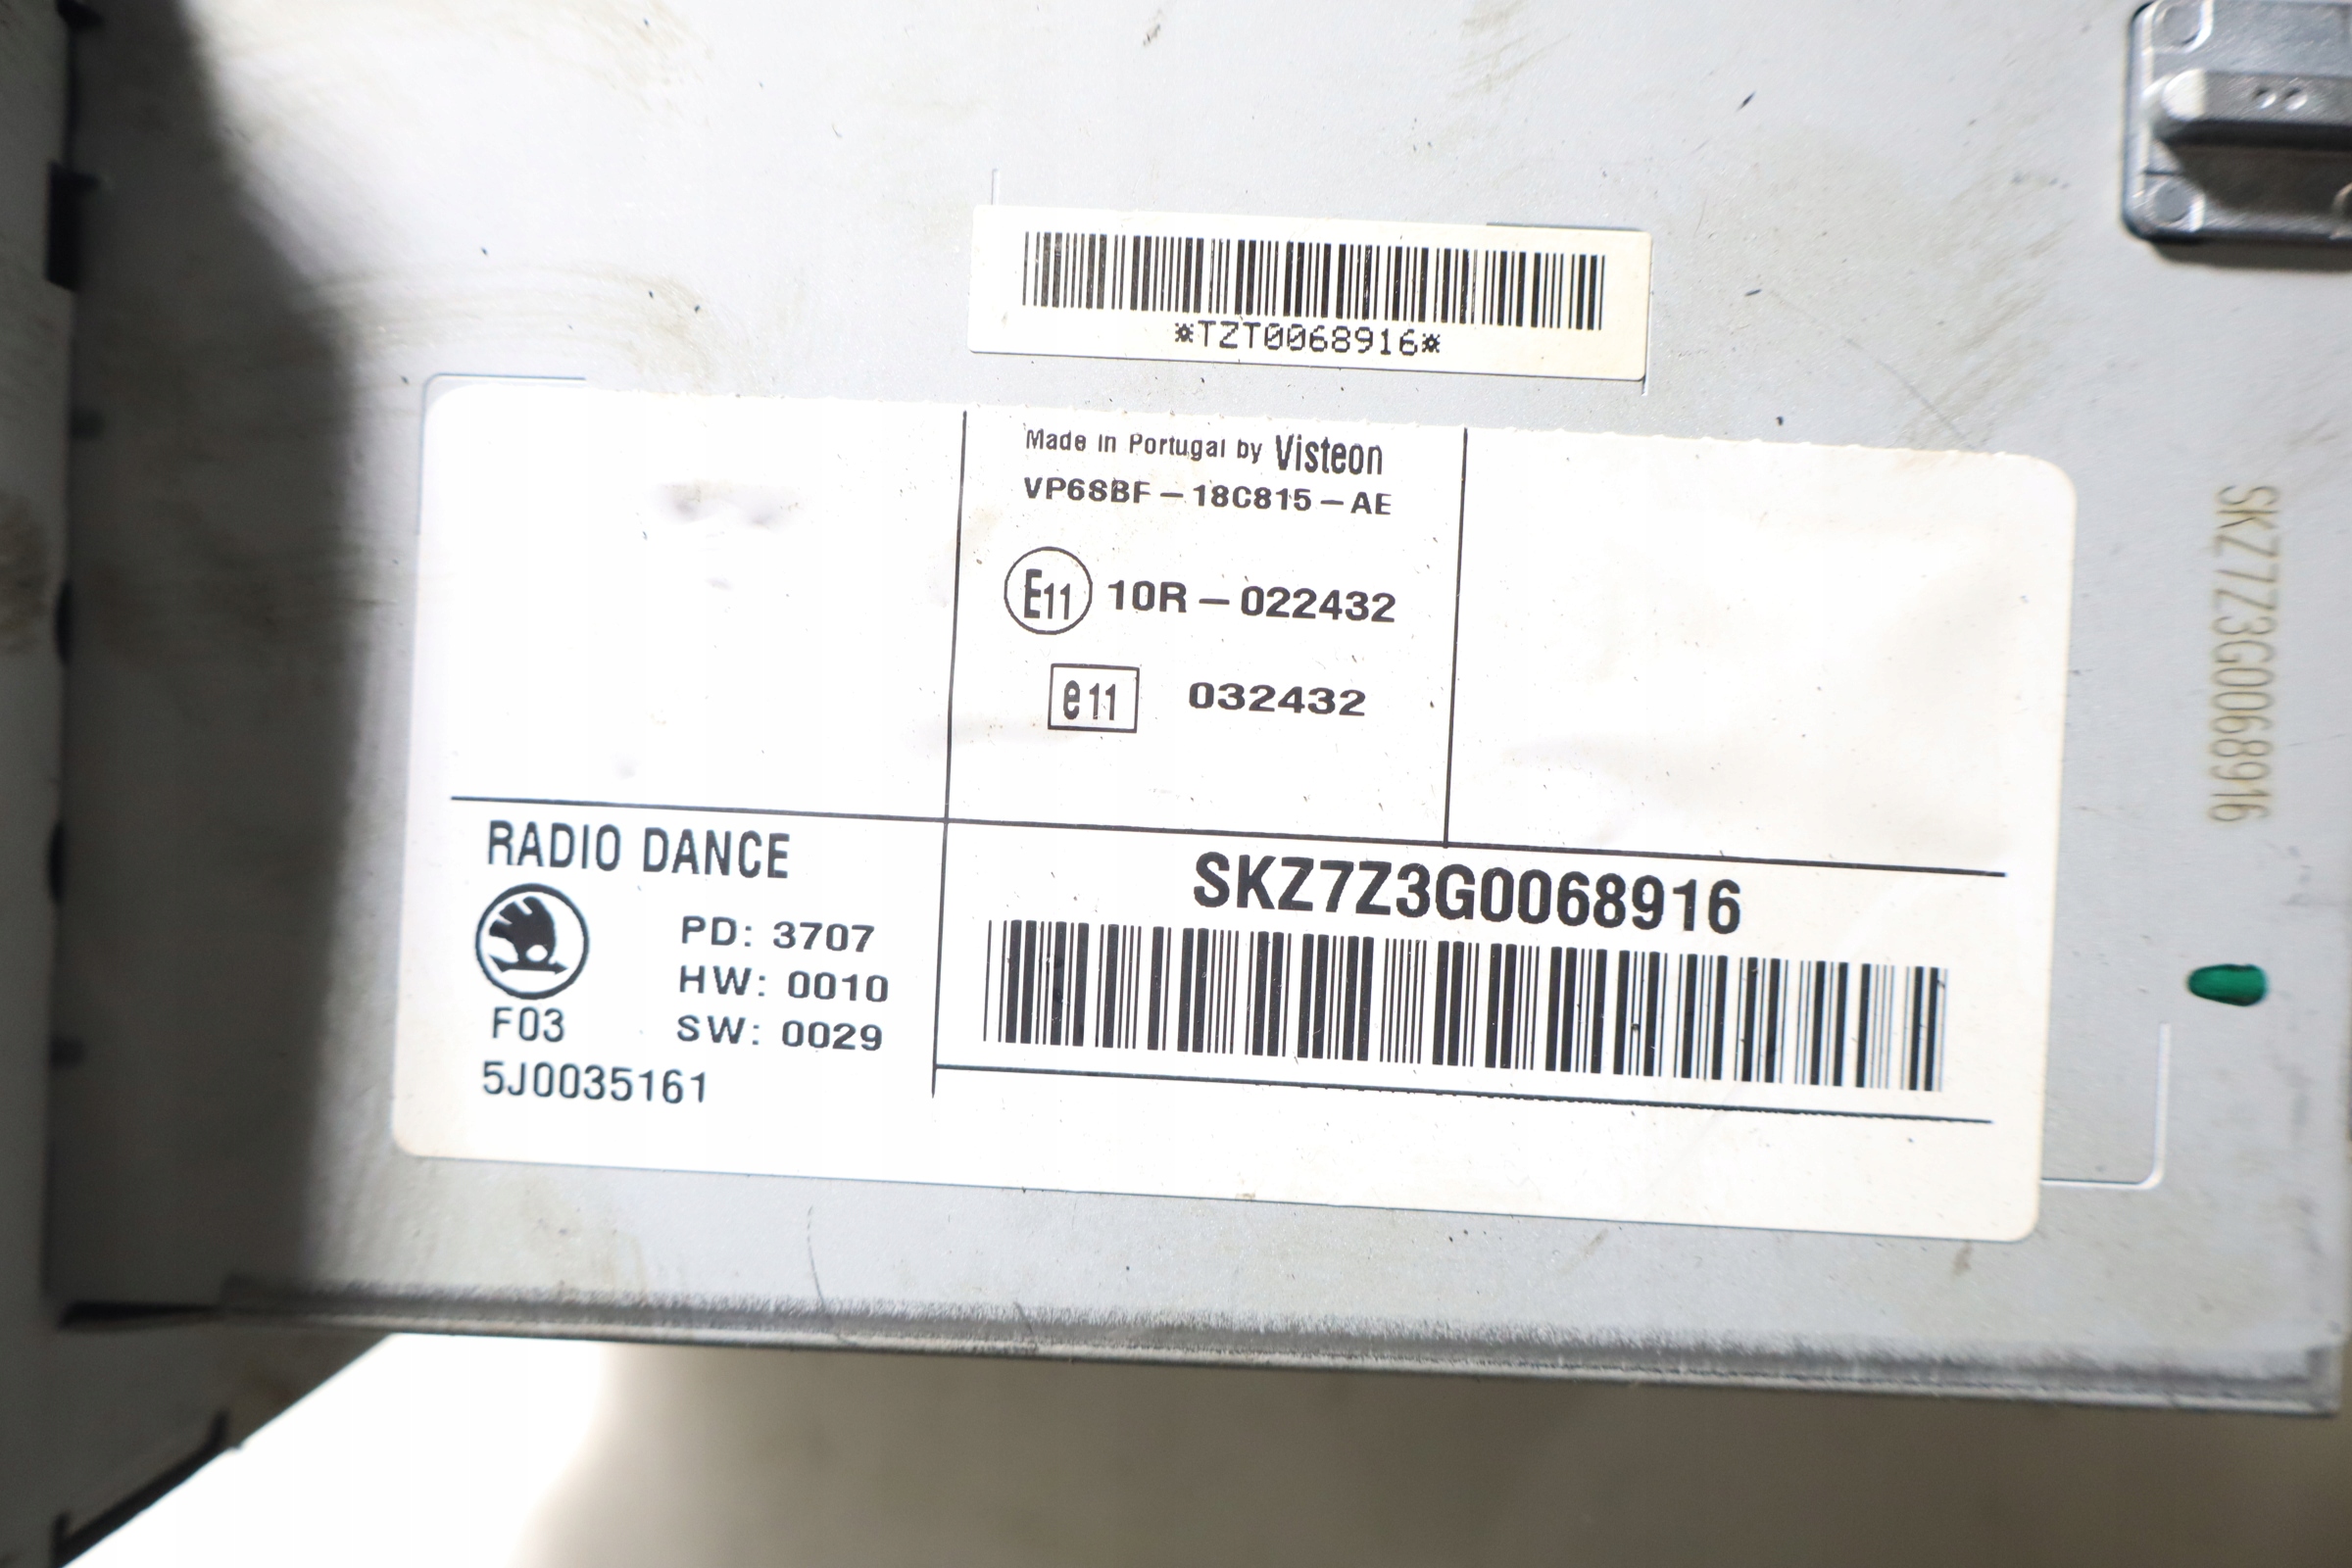 *TZT0068916*
Made in Portugal by Visteon
VP6SBF-18C815-AE
E11 10R-022432
e11 032432
RADIO DANCE
PD: 3707
HW: 0010
SW: 0029
F03
5J0035161
SKZ7Z3G0068916
SKZ7Z3G0068916